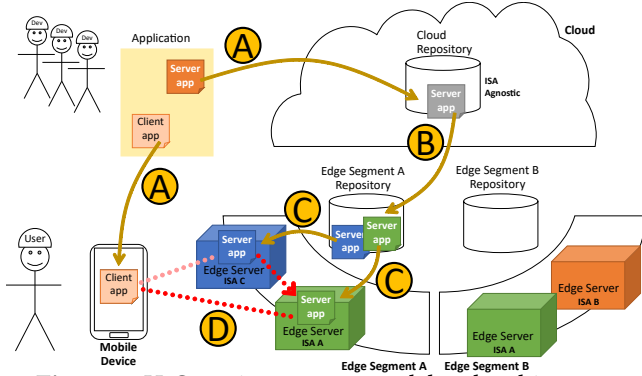 Dev
Dev
Dev
Application
Server
app
Client
app
A
A
Cloud
Cloud
Repository
Server
app
ISA
Agnostic
B
Edge Segment A
Repository
Edge Segment B
Repository
User
C
Server
app
Server
app
Server
app
Edge Server
ISA C
C
Client
app
D
Server
app
Edge Server
ISA A
Edge Server
ISA B
Edge Server
ISA A
Mobile
Device
Edge Segment A
Edge Segment B